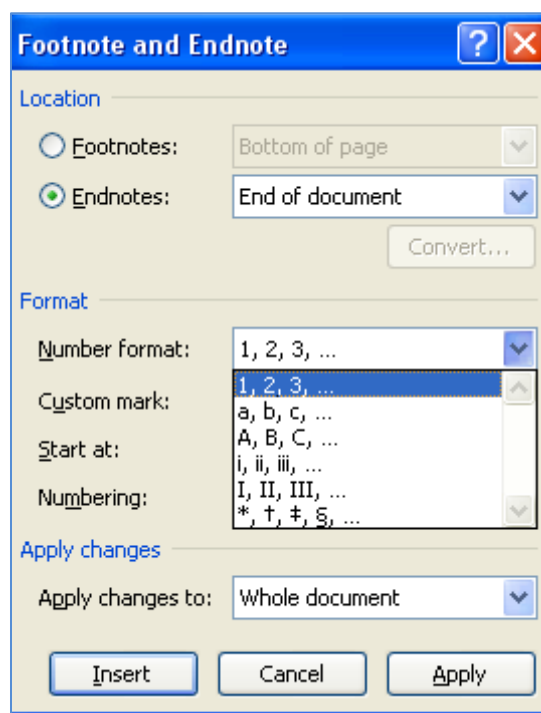 Footnote and Endnote ?
Location
Footnotes: Bottom of page
Endnotes: End of document
Convert...
Format
Number format: 1, 2, 3, ...
1, 2, 3, ...
Custom mark:
a, b, c, ...
A, B, C, ...
Start at:
i, ii, iii, ...
Numbering:
I, II, III, ...
*, †, ‡, §, ...
Apply changes
Apply changes to: Whole document
Insert Cancel Apply